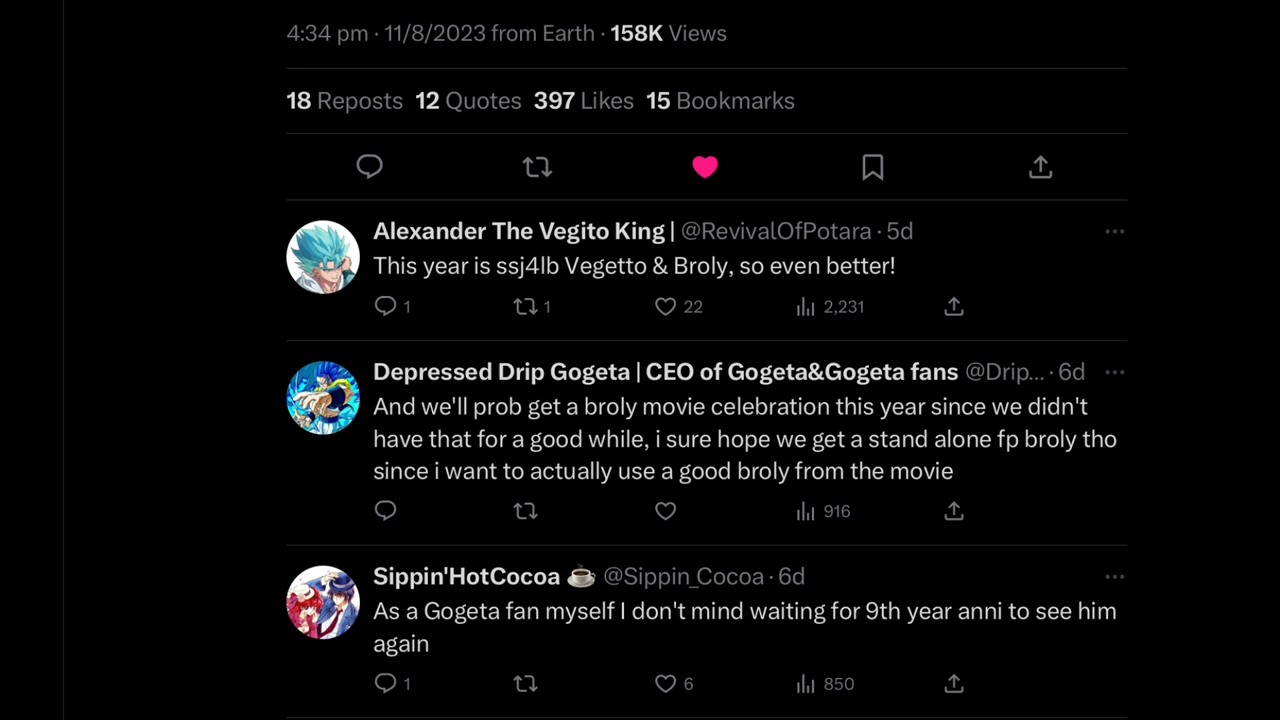 4:34 pm · 11/8/2023 from Earth · 158K Views
18 Reposts 12 Quotes 397 Likes 15 Bookmarks
Alexander The Vegito King | @RevivalOfPotara · 5d
This year is ssj4lb Vegetto & Broly, so even better!
1 1 22 2,231
Depressed Drip Gogeta | CEO of Gogeta&Gogeta fans @Drip... · 6d
And we'll prob get a broly movie celebration this year since we didn't
have that for a good while, i sure hope we get a stand alone fp broly tho
since i want to actually use a good broly from the movie
916
Sippin'HotCocoa ☕ @Sippin_Cocoa · 6d
As a Gogeta fan myself I don't mind waiting for 9th year anni to see him
again
1 6 850